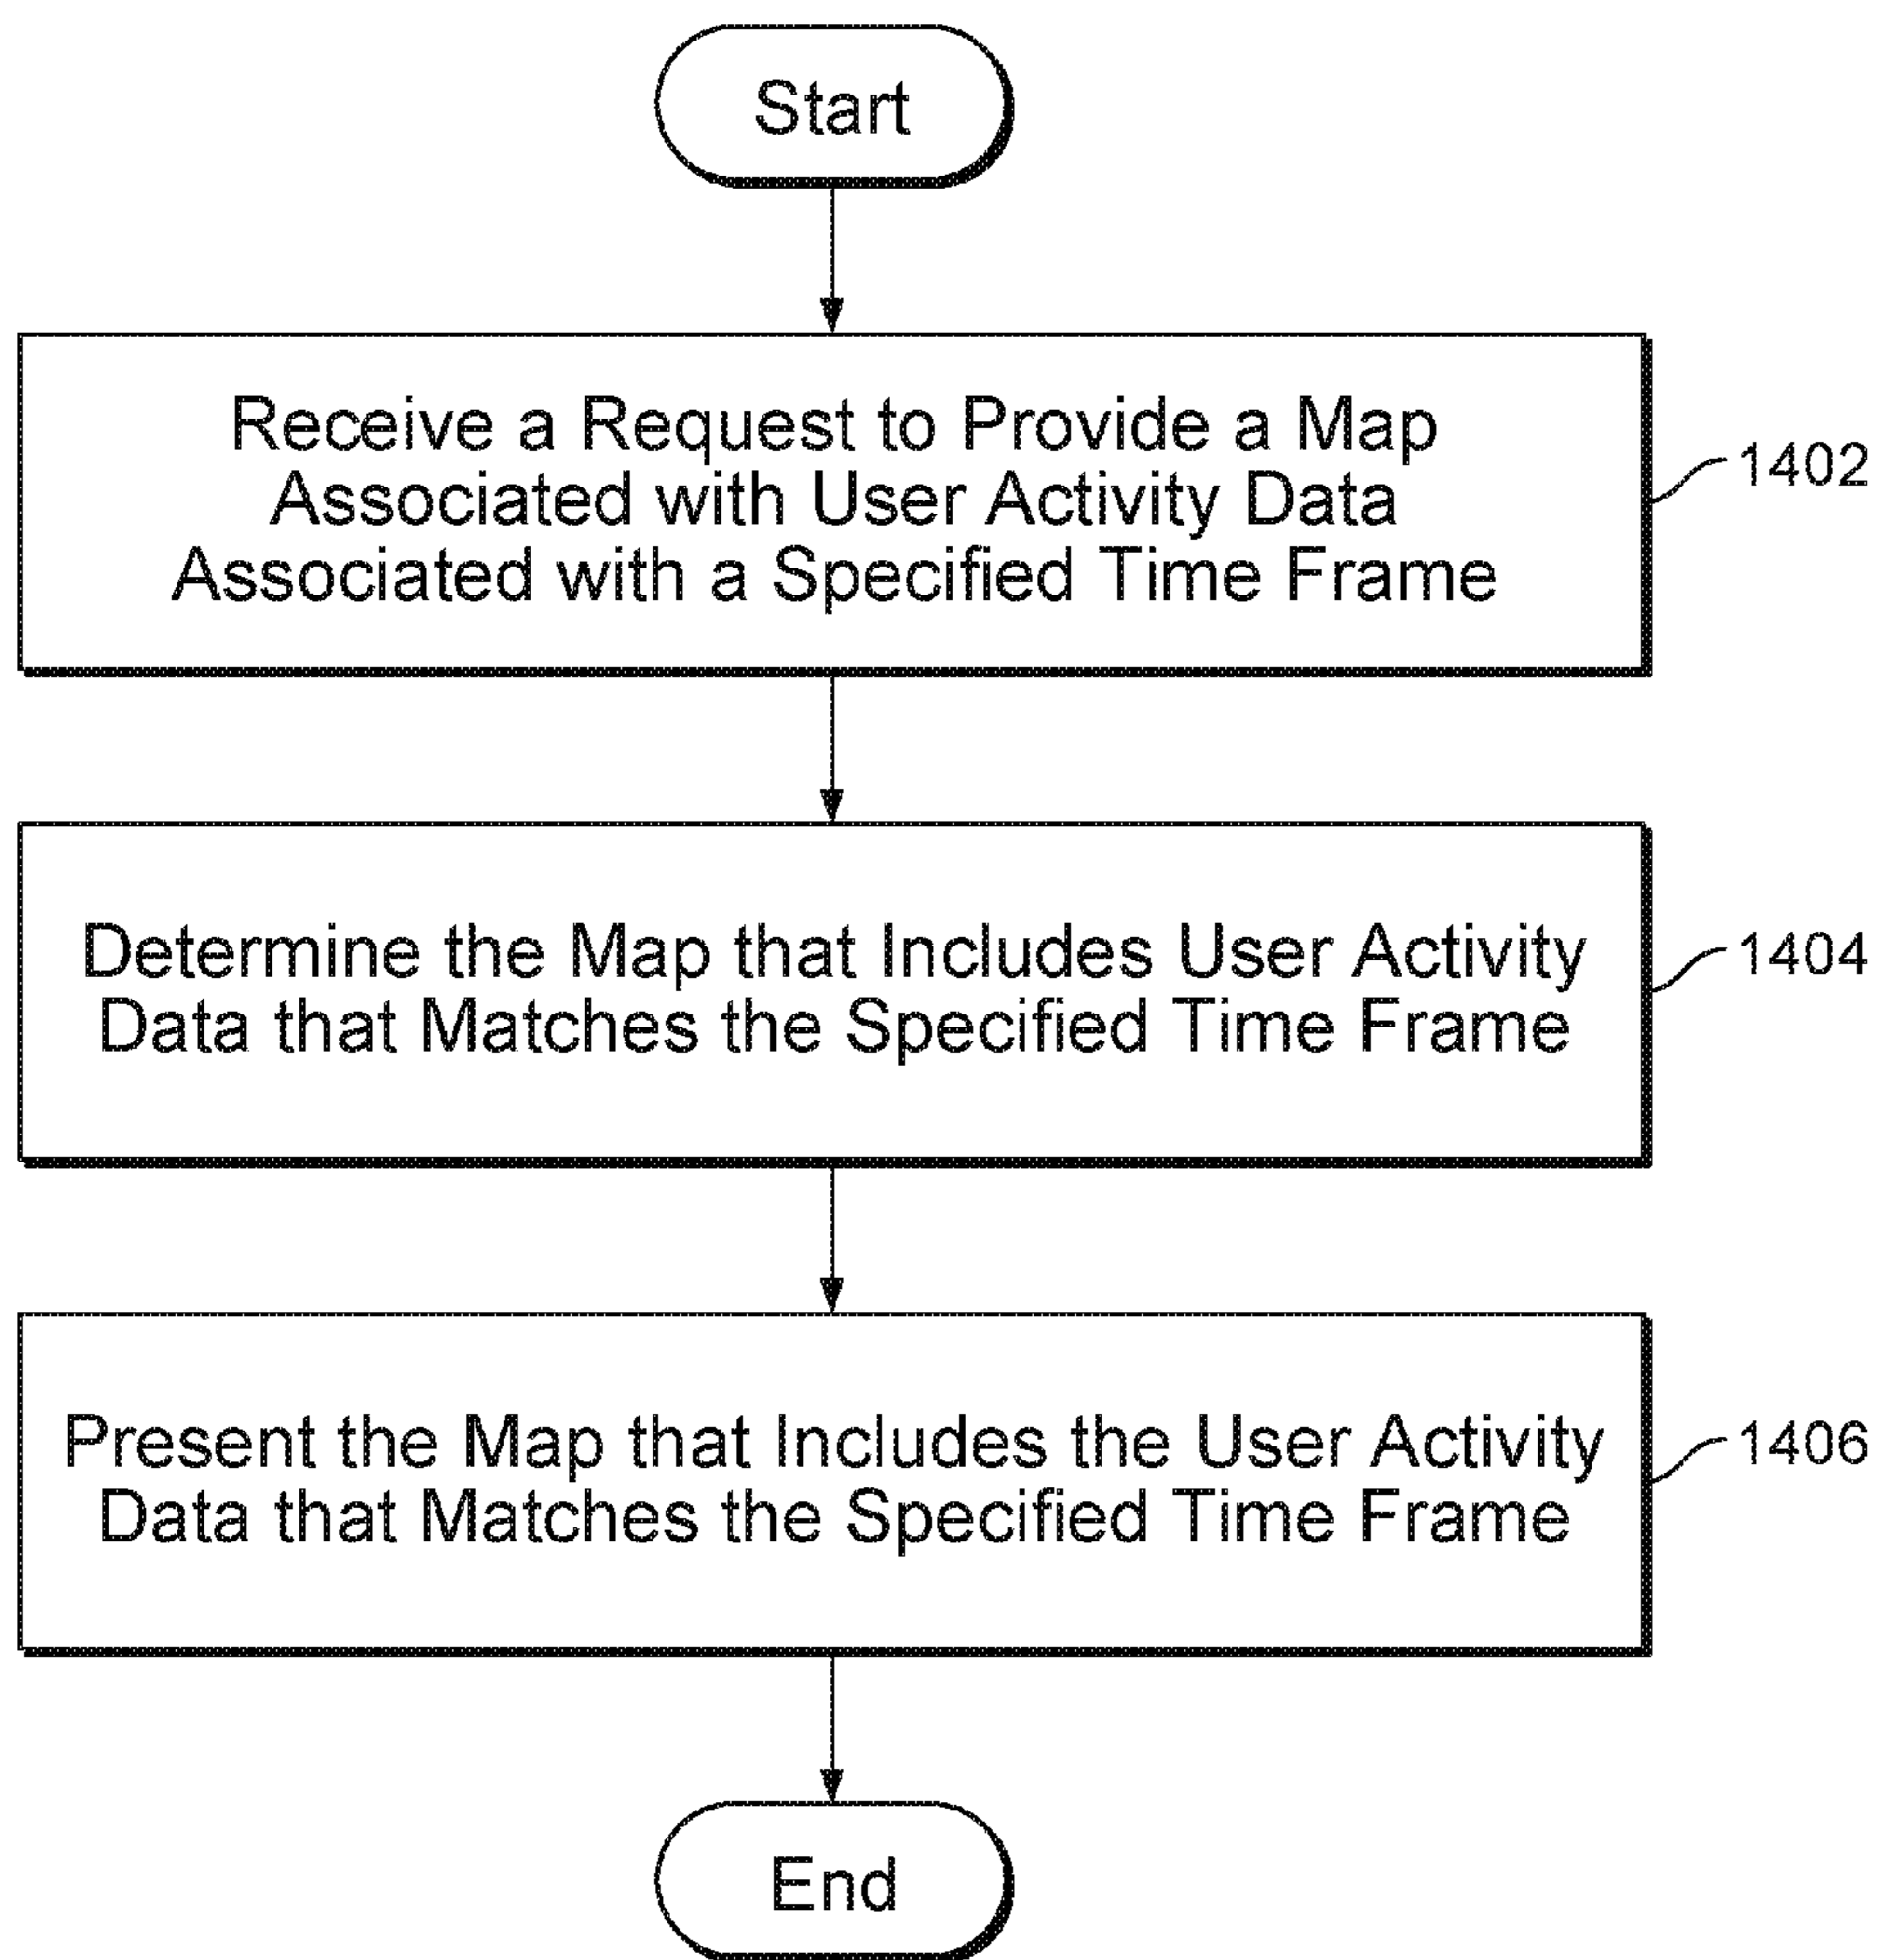 Start
Receive a Request to Provide a Map
Associated with User Activity Data
Associated with a Specified Time Frame
1402
Determine the Map that Includes User Activity
Data that Matches the Specified Time Frame
1404
Present the Map that Includes the User Activity
Data that Matches the Specified Time Frame
1406
End